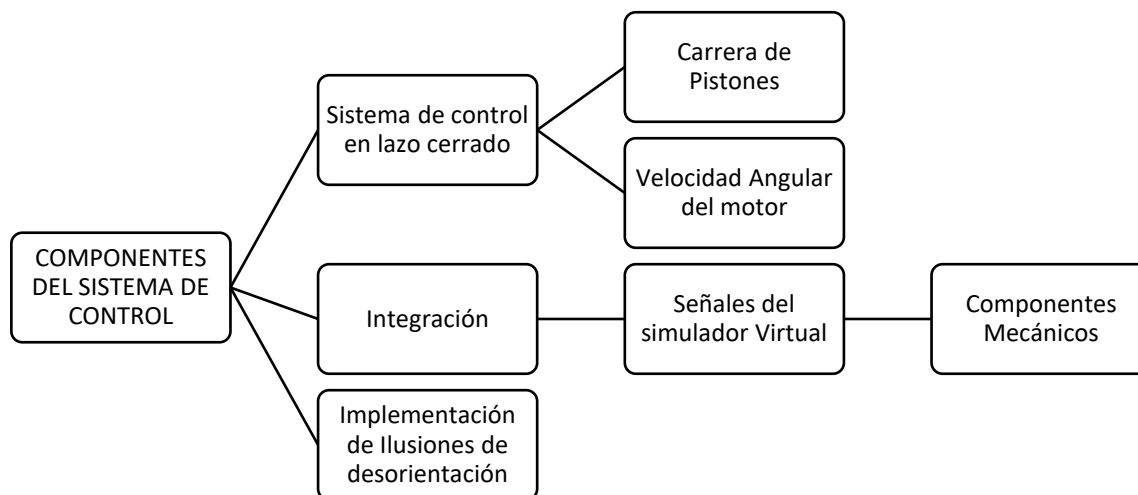 COMPONENTES
DEL SISTEMA DE
CONTROL
Sistema de control
en lazo cerrado
Carrera de
Pistones
Velocidad Angular
del motor
Integración
Señales del
simulador Virtual
Componentes
Mecánicos
Implementación
de Ilusiones de
desorientación